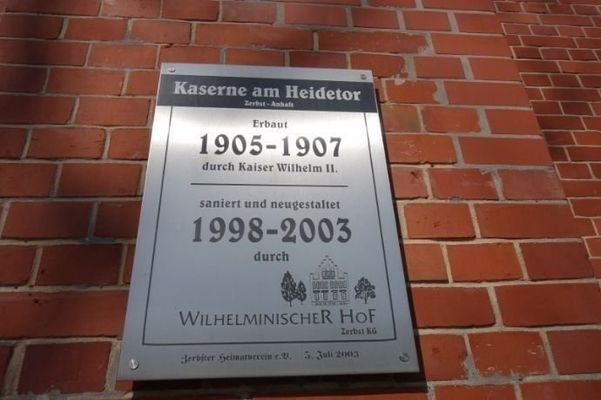 Kaserne am Heidetor
Zerbst - Anhalt
Erbaut
1905-1907
durch Kaiser Wilhelm II.
saniert und neugestaltet
1998-2003
durch
WILHELMINISCHER HOF
Zerbst KG
Zerbster Heimatverein e.V. 5. Juli 2003